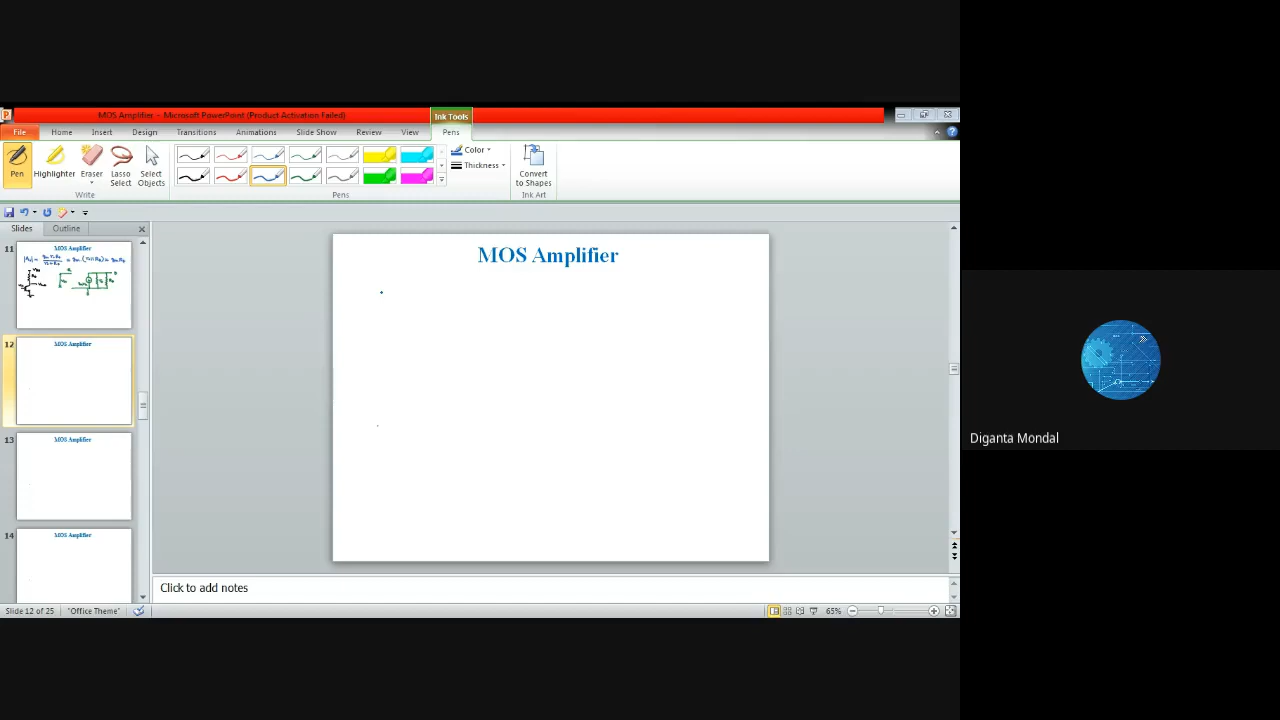 MOS Amplifier - Microsoft PowerPoint (Product Activation Failed)
Ink Tools
File Home Insert Design Transitions Animations Slide Show Review View Pens
Pen Highlighter Eraser Lasso Select Select Objects
Color
Thickness
Convert to Shapes
Write Pens Ink Art
Slides Outline
11
MOS Amplifier
12
MOS Amplifier
13
MOS Amplifier
14
MOS Amplifier
MOS Amplifier
Click to add notes
Slide 12 of 25 "Office Theme" 65%
Diganta Mondal